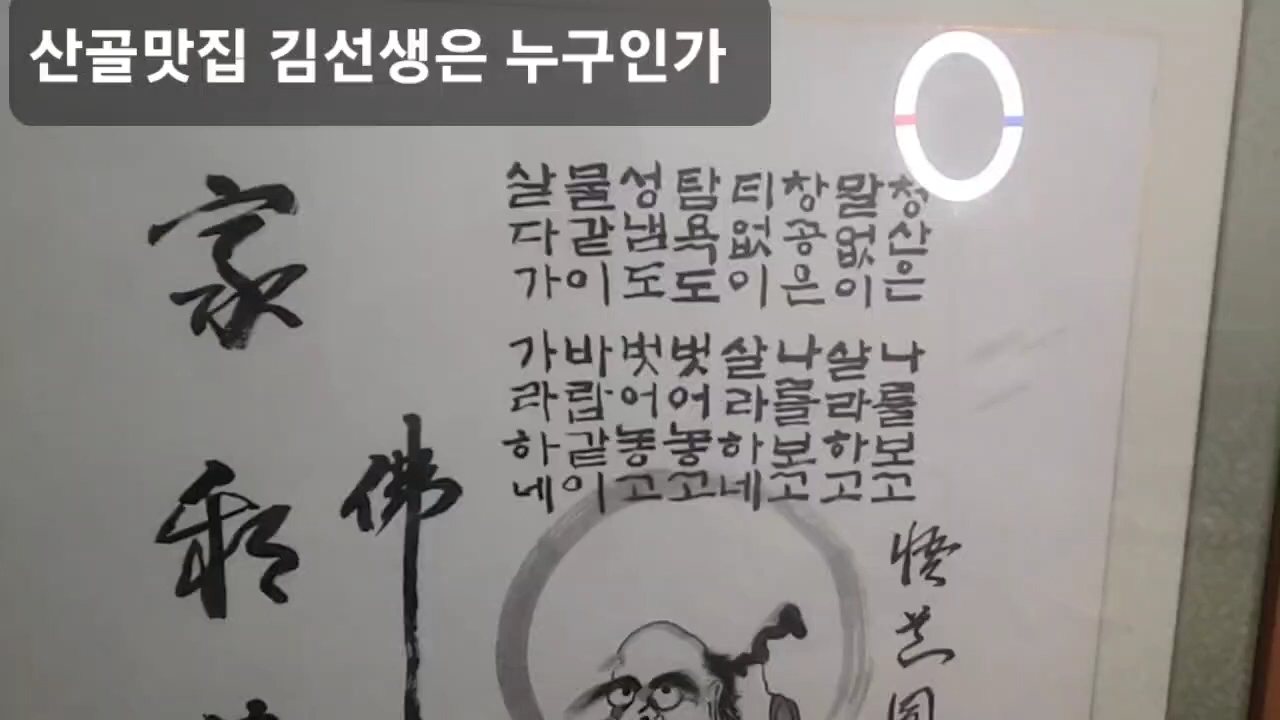 산골맛집 김선생은 누구인가
청산은 나를보고
말없이 살라하고
창공은 나를보고
티없이 살라하네
탐욕도 벗어놓고
성냄도 벗어놓고
물같이 바람같이
살다가 가라하네
佛
家和